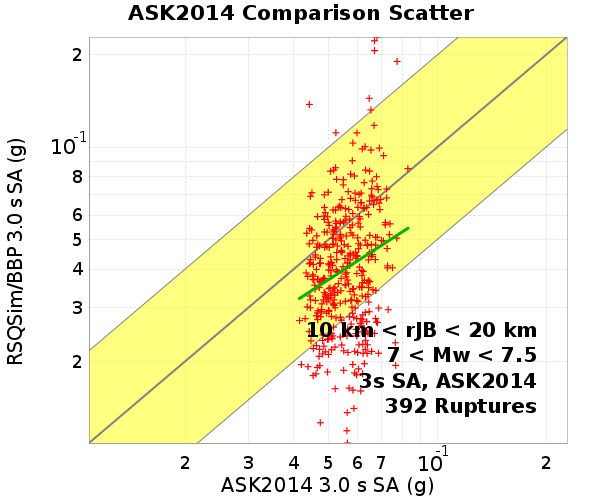 ASK2014 Comparison Scatter
RSQSim/BBP 3.0 s SA (g)
2
10-1
8
6
5
4
3
2
10 km < rJB < 20 km
7 < Mw < 7.5
3s SA, ASK2014
392 Ruptures
2 3 4 5 6 7 10-1 2
ASK2014 3.0 s SA (g)